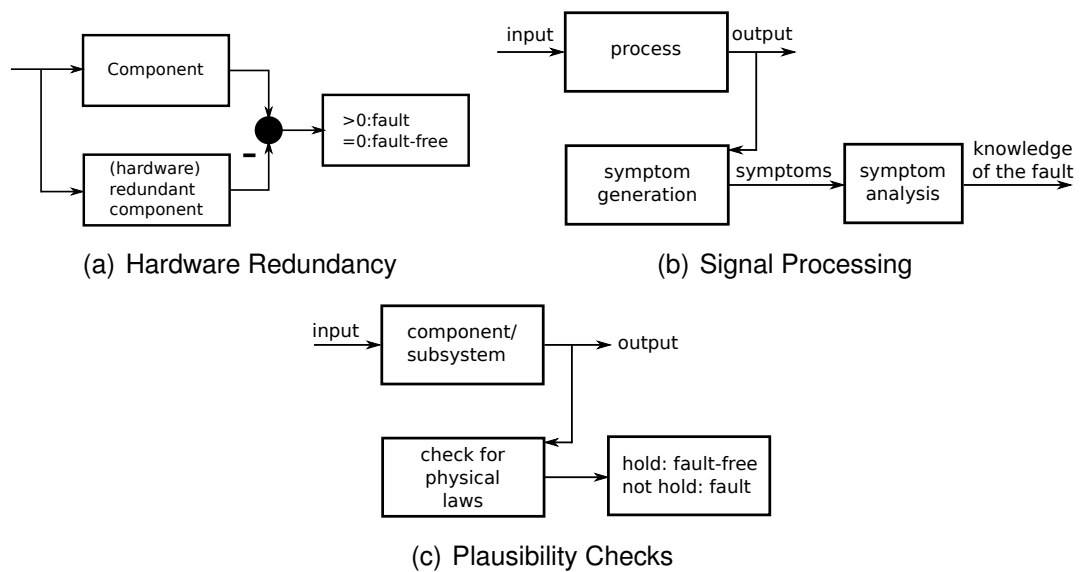 Component
(hardware)
redundant
component
-
>0:fault
=0:fault-free
(a) Hardware Redundancy
input
process
output
symptom
generation
symptoms
symptom
analysis
knowledge
of the fault
(b) Signal Processing
input
component/
subsystem
output
check for
physical
laws
hold: fault-free
not hold: fault
(c) Plausibility Checks